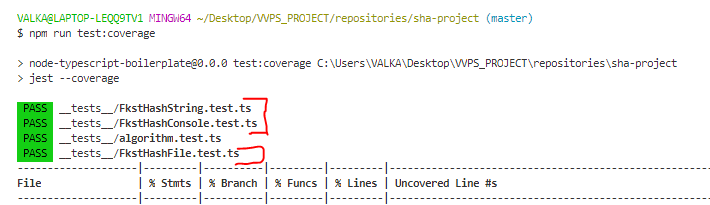 VALKA@LAPTOP-LEQQ9TV1 MINGW64 ~/Desktop/VVPS_PROJECT/repositories/sha-project (master)
$ npm run test:coverage
> node-typescript-boilerplate@0.0.0 test:coverage C:\Users\VALKA\Desktop\VVPS_PROJECT\repositories\sha-project
> jest --coverage
PASS __tests__/FkstHashString.test.ts
PASS __tests__/FkstHashConsole.test.ts
PASS __tests__/algorithm.test.ts
PASS __tests__/FkstHashFile.test.ts
File | % Stmts | % Branch | % Funcs | % Lines | Uncovered Line #s